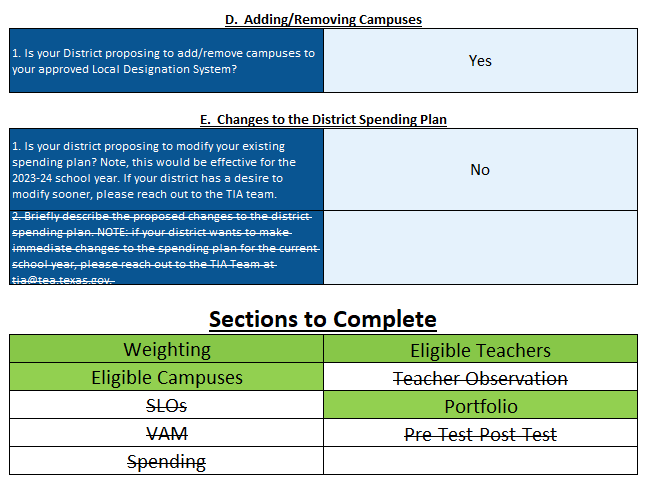 D. Adding/Removing Campuses
1. Is your District proposing to add/remove campuses to
your approved Local Designation System?
Yes
E. Changes to the District Spending Plan
1. Is your district proposing to modify your existing
spending plan? Note, this would be effective for the
2023-24 school year. If your district has a desire to
modify sooner, please reach out to the TIA team.
No
2. Briefly describe the proposed changes to the district
spending plan. NOTE: if your district wants to make
immediate changes to the spending plan for the current
school year, please reach out to the TIA Team at
tia@tea.texas.gov.
Sections to Complete
Weighting
Eligible Teachers
Eligible Campuses
Teacher Observation
SLOs
Portfolio
VAM
Pre Test Post Test
Spending